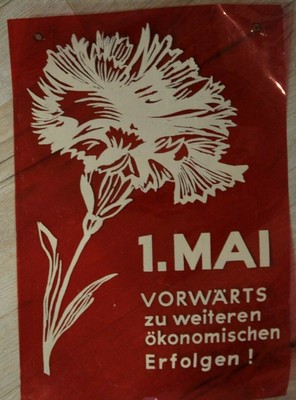 1. MAI
VORWÄRTS
zu weiteren
ökonomischen
Erfolgen !